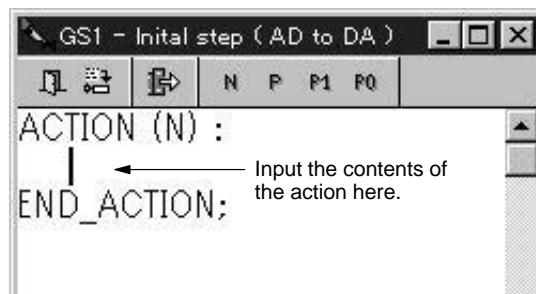 GS1 - Inital step ( AD to DA )
N P P1 P0
ACTION (N) :
Input the contents of
the action here.
END_ACTION;